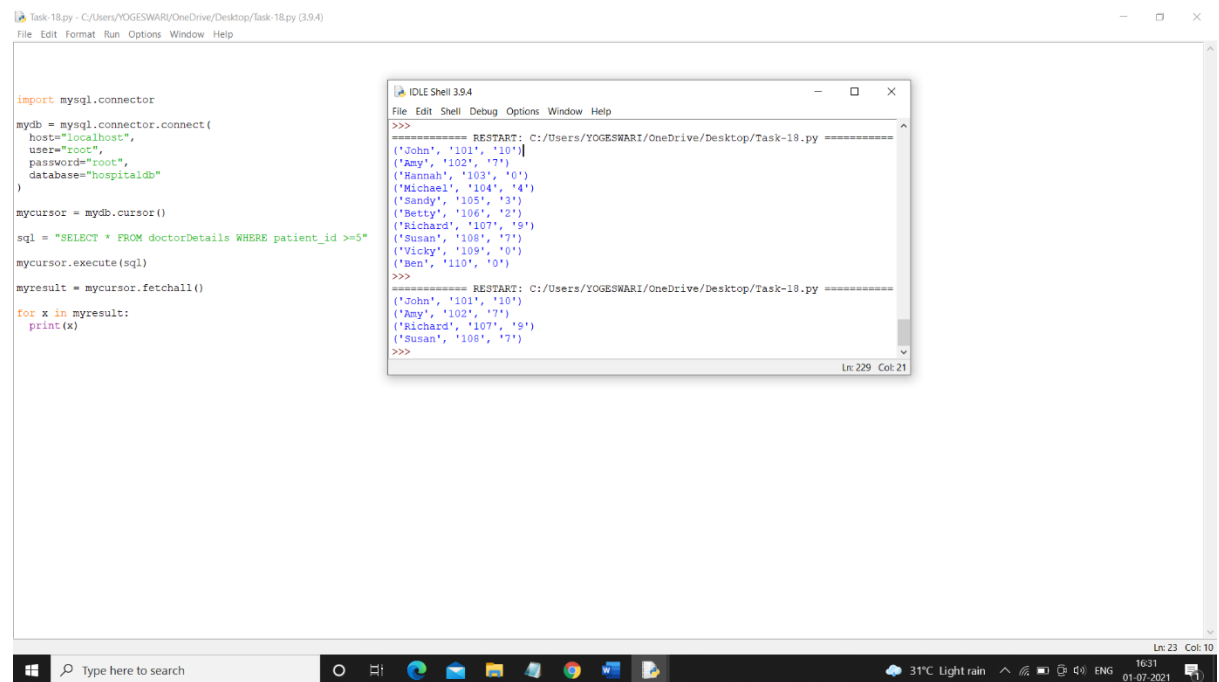 Task-18.py - C:/Users/YOGESWARI/OneDrive/Desktop/Task-18.py (3.9.4)
File Edit Format Run Options Window Help
import mysql.connector
mydb = mysql.connector.connect(
  host="localhost",
  user="root",
  password="root",
  database="hospitaldb"
)
mycursor = mydb.cursor()
sql = "SELECT * FROM doctorDetails WHERE patient_id >=5"
mycursor.execute(sql)
myresult = mycursor.fetchall()
for x in myresult:
  print(x)
IDLE Shell 3.9.4
File Edit Shell Debug Options Window Help
>>>
============ RESTART: C:/Users/YOGESWARI/OneDrive/Desktop/Task-18.py ===========
('John', '101', '10')
('Amy', '102', '7')
('Hannah', '103', '0')
('Michael', '104', '4')
('Sandy', '105', '3')
('Betty', '106', '2')
('Richard', '107', '9')
('Susan', '108', '7')
('Vicky', '109', '0')
('Ben', '110', '0')
>>>
============ RESTART: C:/Users/YOGESWARI/OneDrive/Desktop/Task-18.py ===========
('John', '101', '10')
('Amy', '102', '7')
('Richard', '107', '9')
('Susan', '108', '7')
>>>
Ln: 229 Col: 21
Ln: 23 Col: 10
Type here to search
31°C Light rain
ENG
16:31
01-07-2021